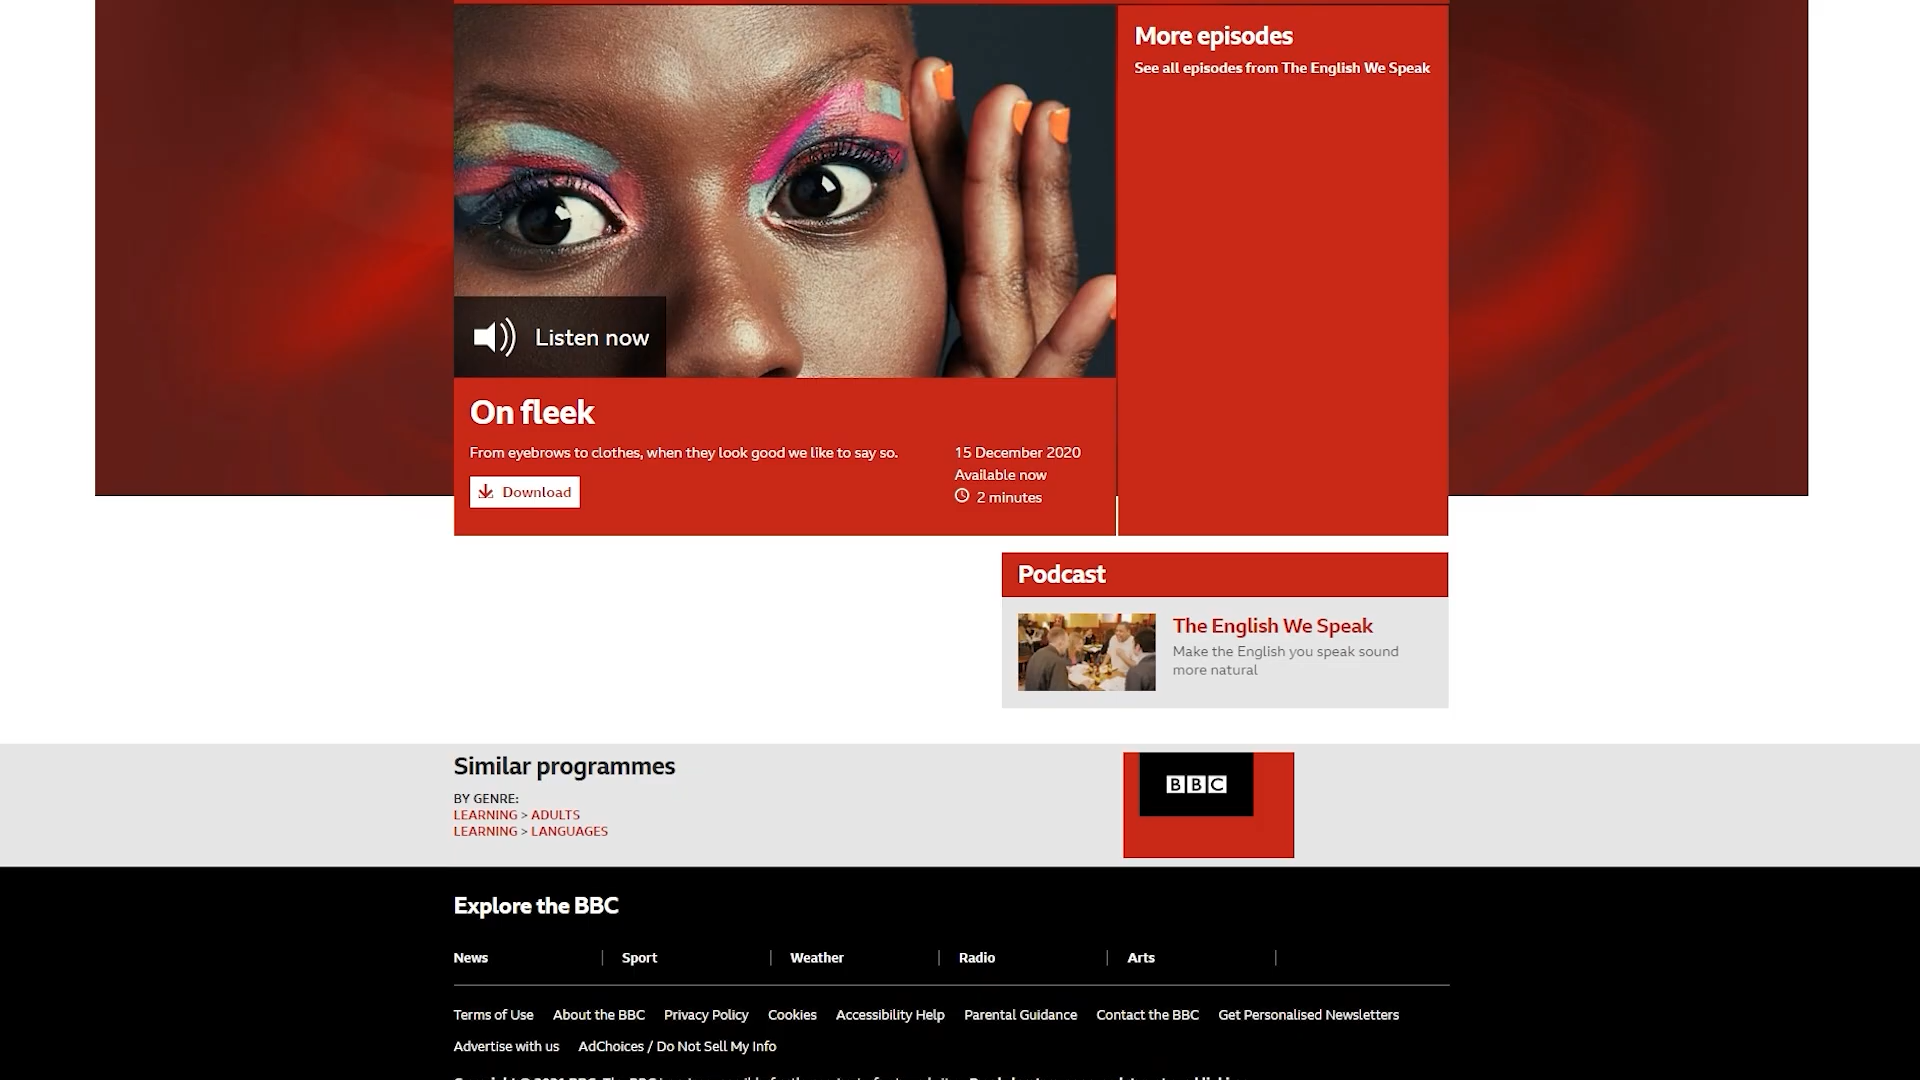 More episodes
See all episodes from The English We Speak
Listen now
On fleek
From eyebrows to clothes, when they look good we like to say so.
15 December 2020
Available now
2 minutes
Download
Podcast
The English We Speak
Make the English you speak sound
more natural
Similar programmes
BY GENRE:
LEARNING > ADULTS
LEARNING > LANGUAGES
BBC
Explore the BBC
News
Sport
Weather
Radio
Arts
Terms of Use
About the BBC
Privacy Policy
Cookies
Accessibility Help
Parental Guidance
Contact the BBC
Get Personalised Newsletters
Advertise with us
AdChoices / Do Not Sell My Info